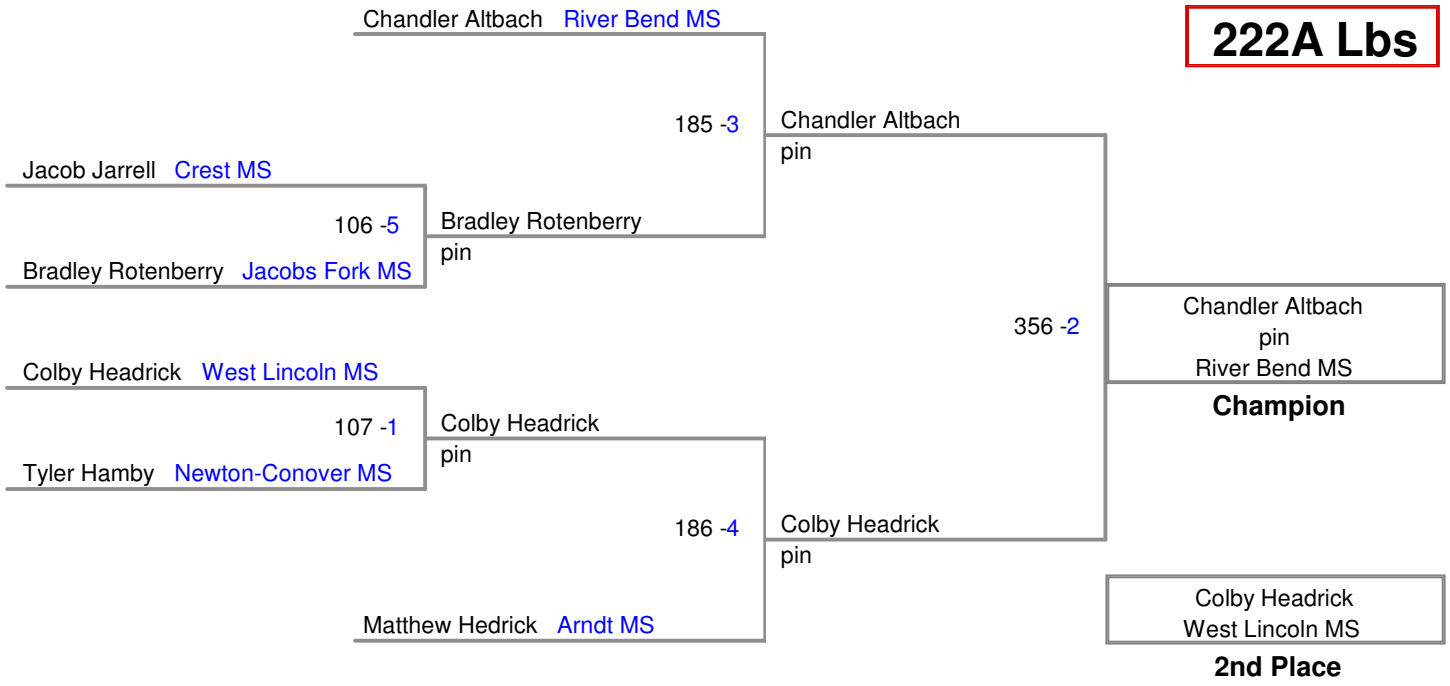 Chandler Altbach River Bend MS
222A Lbs
185 -3
Chandler Altbach
pin
Jacob Jarrell Crest MS
106 -5
Bradley Rotenberry
pin
Bradley Rotenberry Jacobs Fork MS
356 -2
Chandler Altbach
pin
River Bend MS
Champion
Colby Headrick West Lincoln MS
107 -1
Colby Headrick
pin
Tyler Hamby Newton-Conover MS
186 -4
Colby Headrick
pin
Matthew Hedrick Arndt MS
Colby Headrick
West Lincoln MS
2nd Place